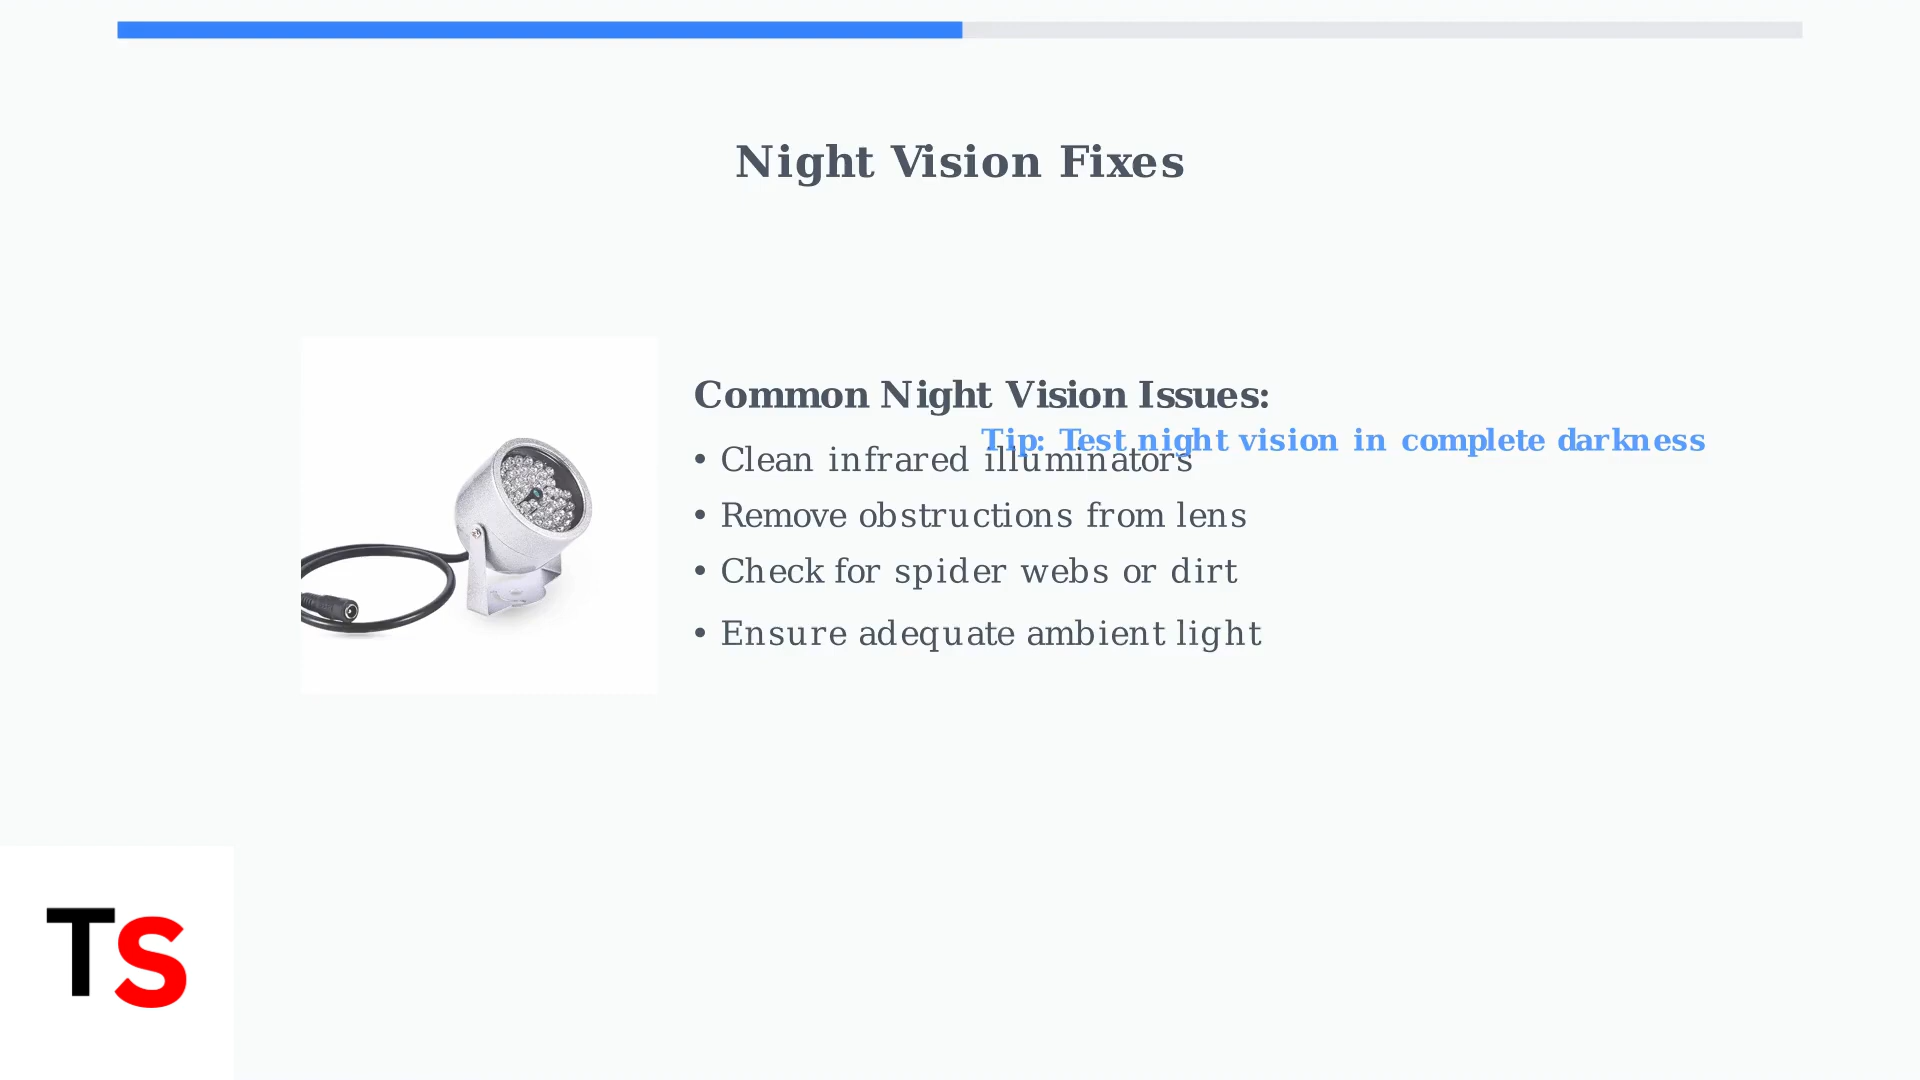 Night Vision Fixes
Common Night Vision Issues:
Tip: Test night vision in complete darkness
• Clean infrared illuminators
• Remove obstructions from lens
• Check for spider webs or dirt
• Ensure adequate ambient light
TS